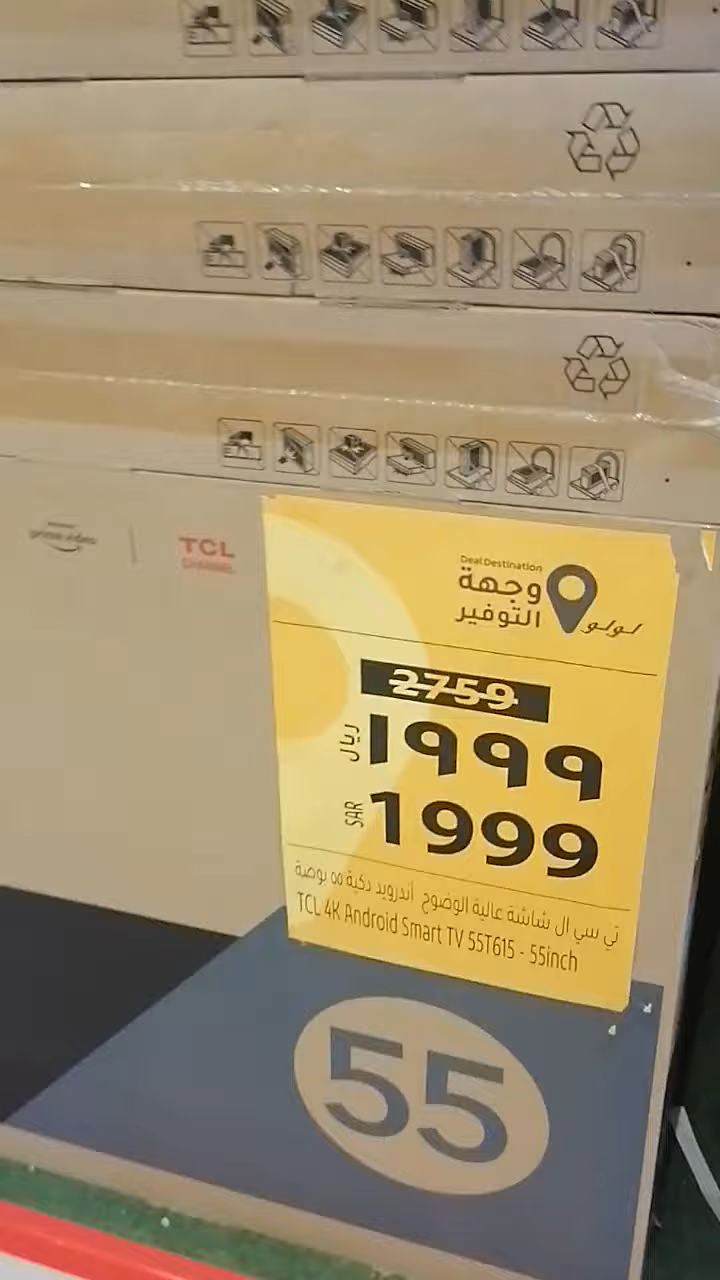 prime video
TCL
CHANNEL
Deal Destination
وجهة
التوفير
لولو
2759
ريال ١٩٩٩
SAR 1999
تي سي ال شاشة عالية الوضوح أندرويد ذكية ٥٥ بوصة
TCL 4K Android Smart TV 55T615 - 55inch
55